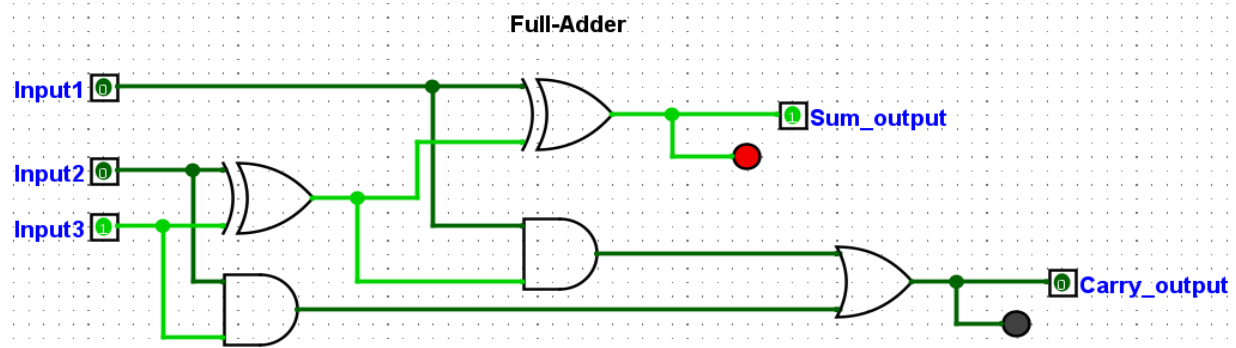 Full-Adder
Input1 0
1 Sum_output
Input2 0
Input3 1
0 Carry_output